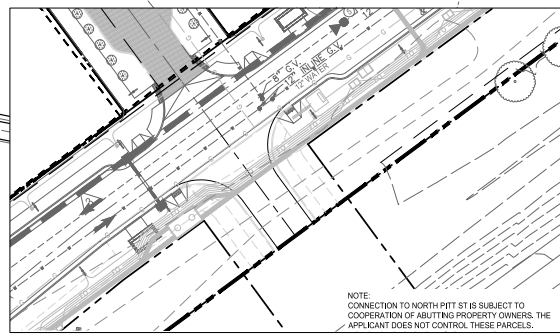 8" G.V.
12" INLINE G.V.
12" WATER
12"
NOTE:
CONNECTION TO NORTH PITT ST IS SUBJECT TO
COOPERATION OF ABUTTING PROPERTY OWNERS. THE
APPLICANT DOES NOT CONTROL THESE PARCELS.